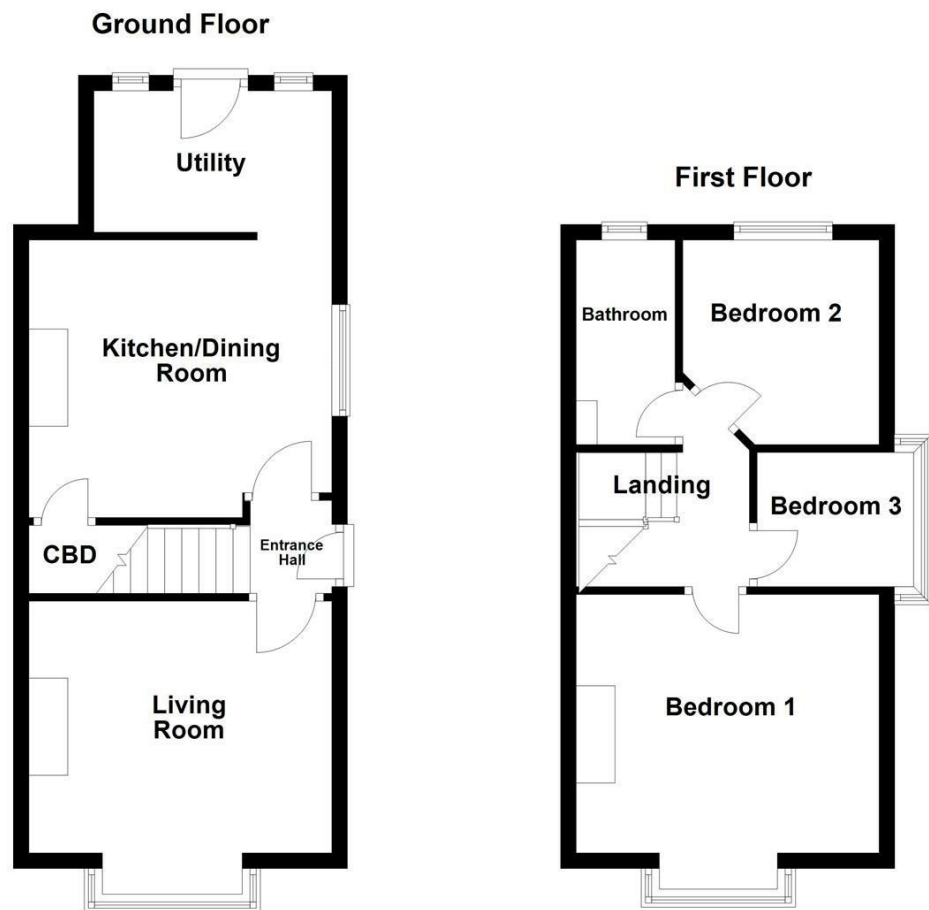 Ground Floor
Utility
Kitchen/Dining
Room
CBD
Entrance
Hall
Living
Room
First Floor
Bathroom
Bedroom 2
Landing
Bedroom 3
Bedroom 1